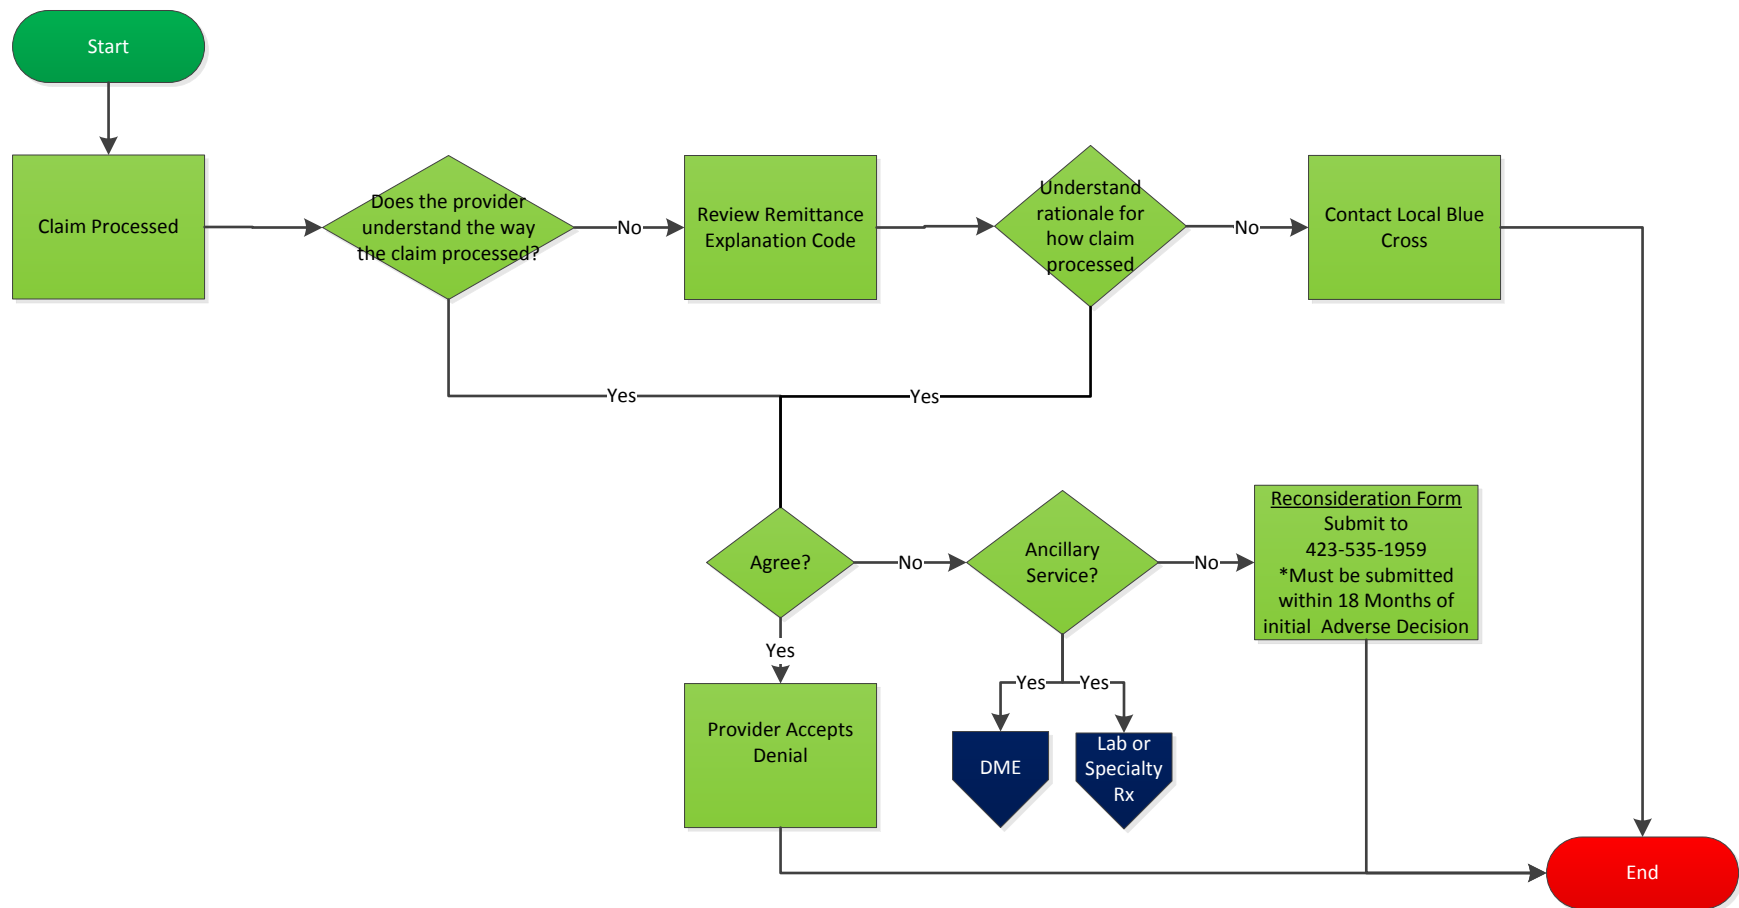 Start
Claim Processed
Does the provider
understand the way
the claim processed?
No
Review Remittance
Explanation Code
Understand
rationale for
how claim
processed
No
Contact Local Blue
Cross
Yes
Yes
Agree?
No
Ancillary
Service?
No
Reconsideration Form
Submit to
423-535-1959
*Must be submitted
within 18 Months of
initial Adverse Decision
Yes
Provider Accepts
Denial
Yes
Yes
DME
Lab or
Specialty
Rx
End